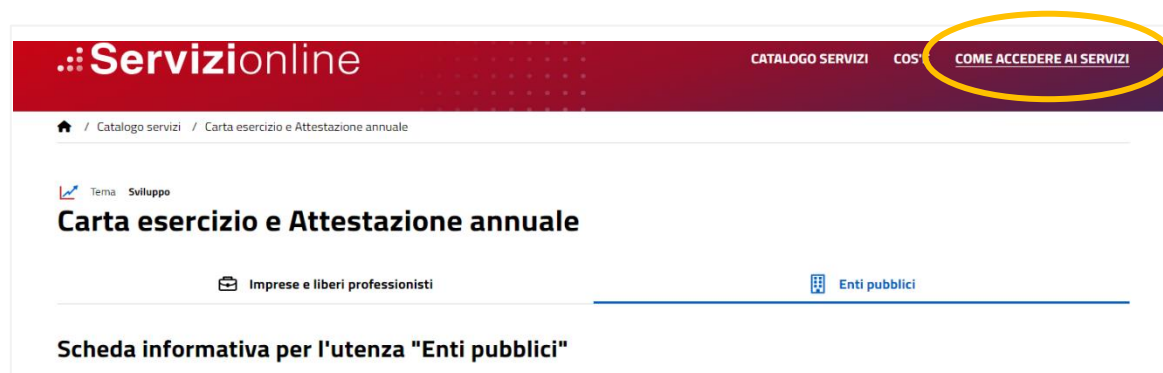 Servizionline
CATALOGO SERVIZI COS' COME ACCEDERE AI SERVIZI
/ Catalogo servizi / Carta esercizio e Attestazione annuale
Tema Sviluppo
Carta esercizio e Attestazione annuale
Imprese e liberi professionisti Enti pubblici
Scheda informativa per l'utenza "Enti pubblici"